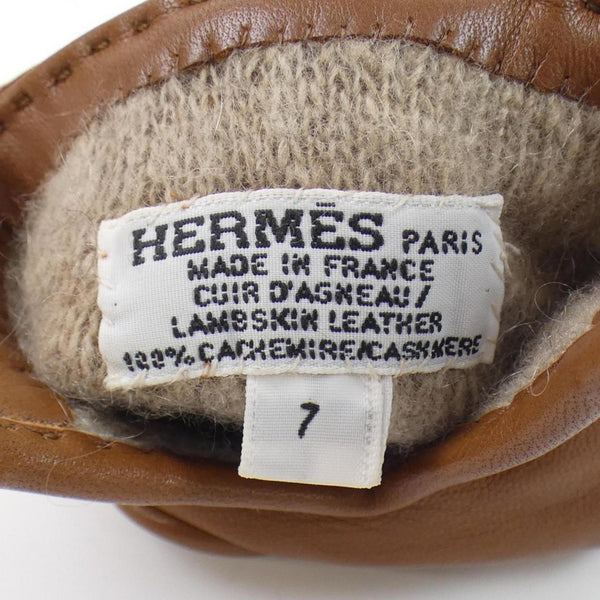 HERMÈS PARIS
MADE IN FRANCE
CUIR D'AGNEAU/
LAMBSKIN LEATHER
100% CACHEMIRE/CASHMERE
7